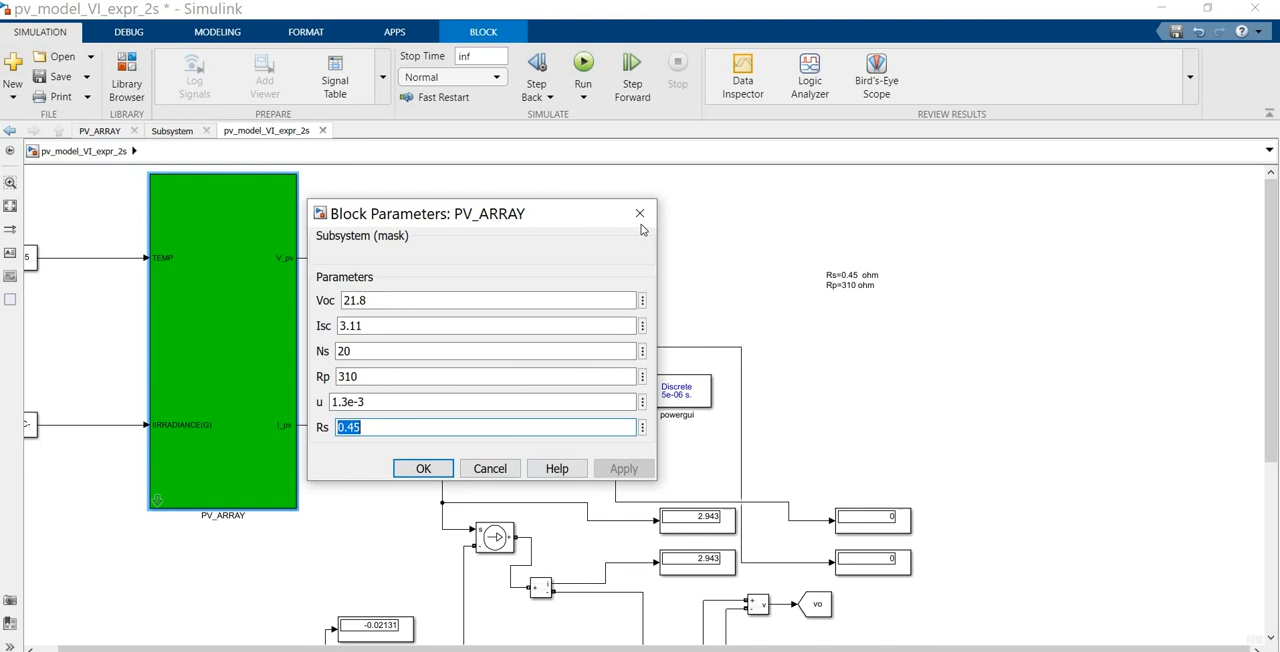 pv_model_VI_expr_2s * - Simulink
SIMULATION DEBUG MODELING FORMAT APPS BLOCK
New
Open
Save
Print
FILE
Library Browser
LIBRARY
Log Signals
Add Viewer
Signal Table
PREPARE
Stop Time inf
Normal
Fast Restart
Step Back
Run
Step Forward
Stop
SIMULATE
Data Inspector
Logic Analyzer
Bird's-Eye Scope
REVIEW RESULTS
PV_ARRAY Subsystem pv_model_VI_expr_2s
pv_model_VI_expr_2s
5
TEMP V_pv
IIRRADIANCE(G) I_pv
PV_ARRAY
Block Parameters: PV_ARRAY
Subsystem (mask)
Parameters
Voc 21.8
Isc 3.11
Ns 20
Rp 310
u 1.3e-3
Rs 0.45
OK Cancel Help Apply
Rs=0.45 ohm
Rp=310 ohm
Discrete
5e-06 s.
powergui
2.943
0
2.943
0
s
+
-
+ i
-
+ v
-
vo
-0.02131